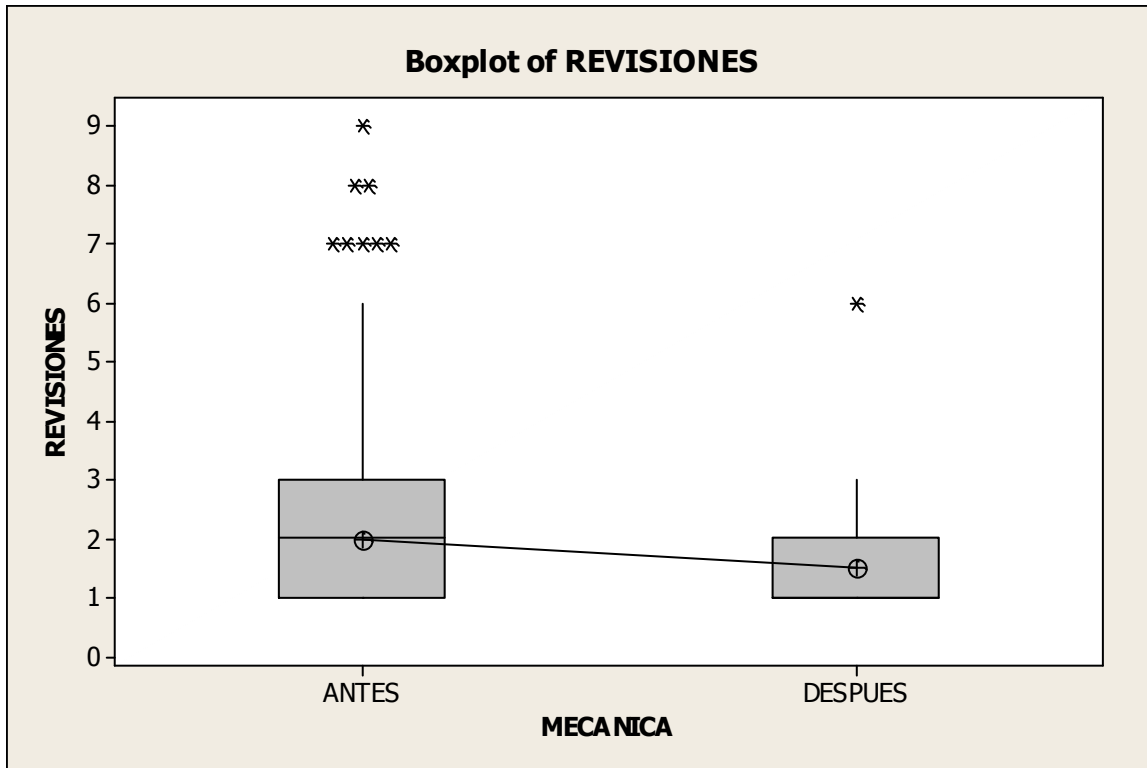 Boxplot of REVISIONES
9
8
7
6
5
4
3
2
1
0
REVISIONES
ANTES DESPUES
MECANICA